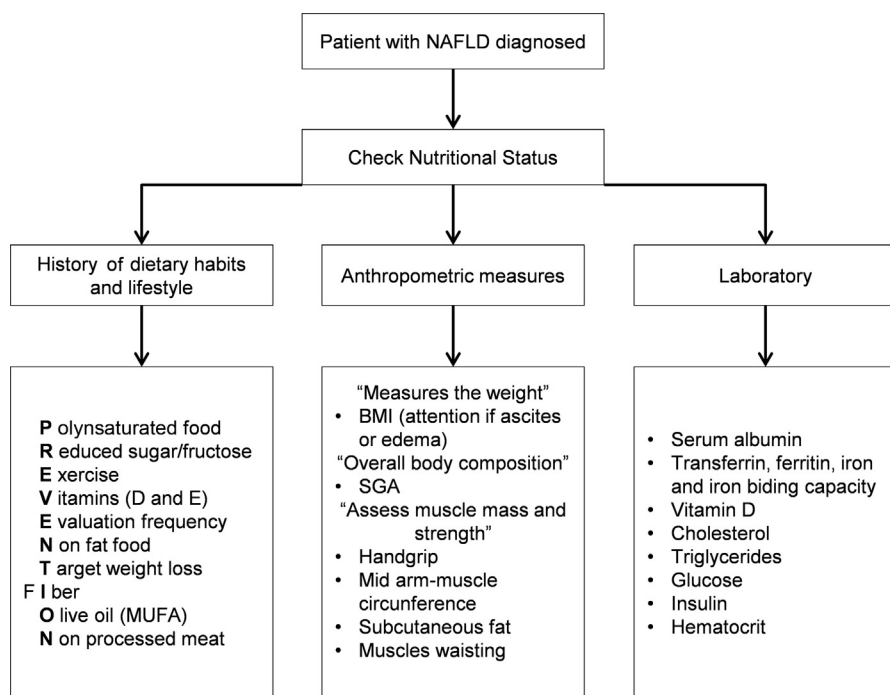 Patient with NAFLD diagnosed
Check Nutritional Status
History of dietary habits
and lifestyle
Anthropometric measures
Laboratory
P olynsaturated food
R educed sugar/fructose
E xercise
V itamins (D and E)
E valuation frequency
N on fat food
T arget weight loss
F I ber
O live oil (MUFA)
N on processed meat
“Measures the weight”
• BMI (attention if ascites
or edema)
“Overall body composition”
• SGA
“Assess muscle mass and
strength”
• Handgrip
• Mid arm-muscle
circunference
• Subcutaneous fat
• Muscles waisting
• Serum albumin
• Transferrin, ferritin, iron
and iron biding capacity
• Vitamin D
• Cholesterol
• Triglycerides
• Glucose
• Insulin
• Hematocrit